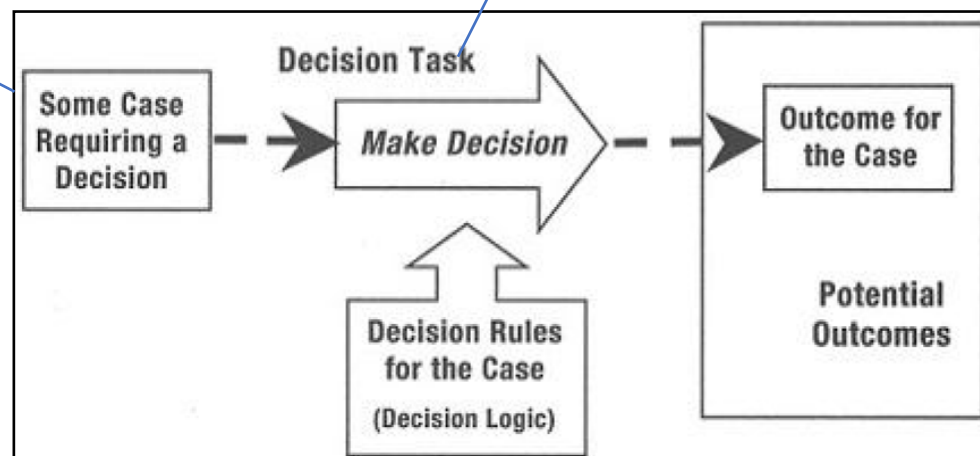 Decision Task
Some Case
Requiring a
Decision
Make Decision
Outcome for
the Case
Decision Rules
for the Case
(Decision Logic)
Potential
Outcomes